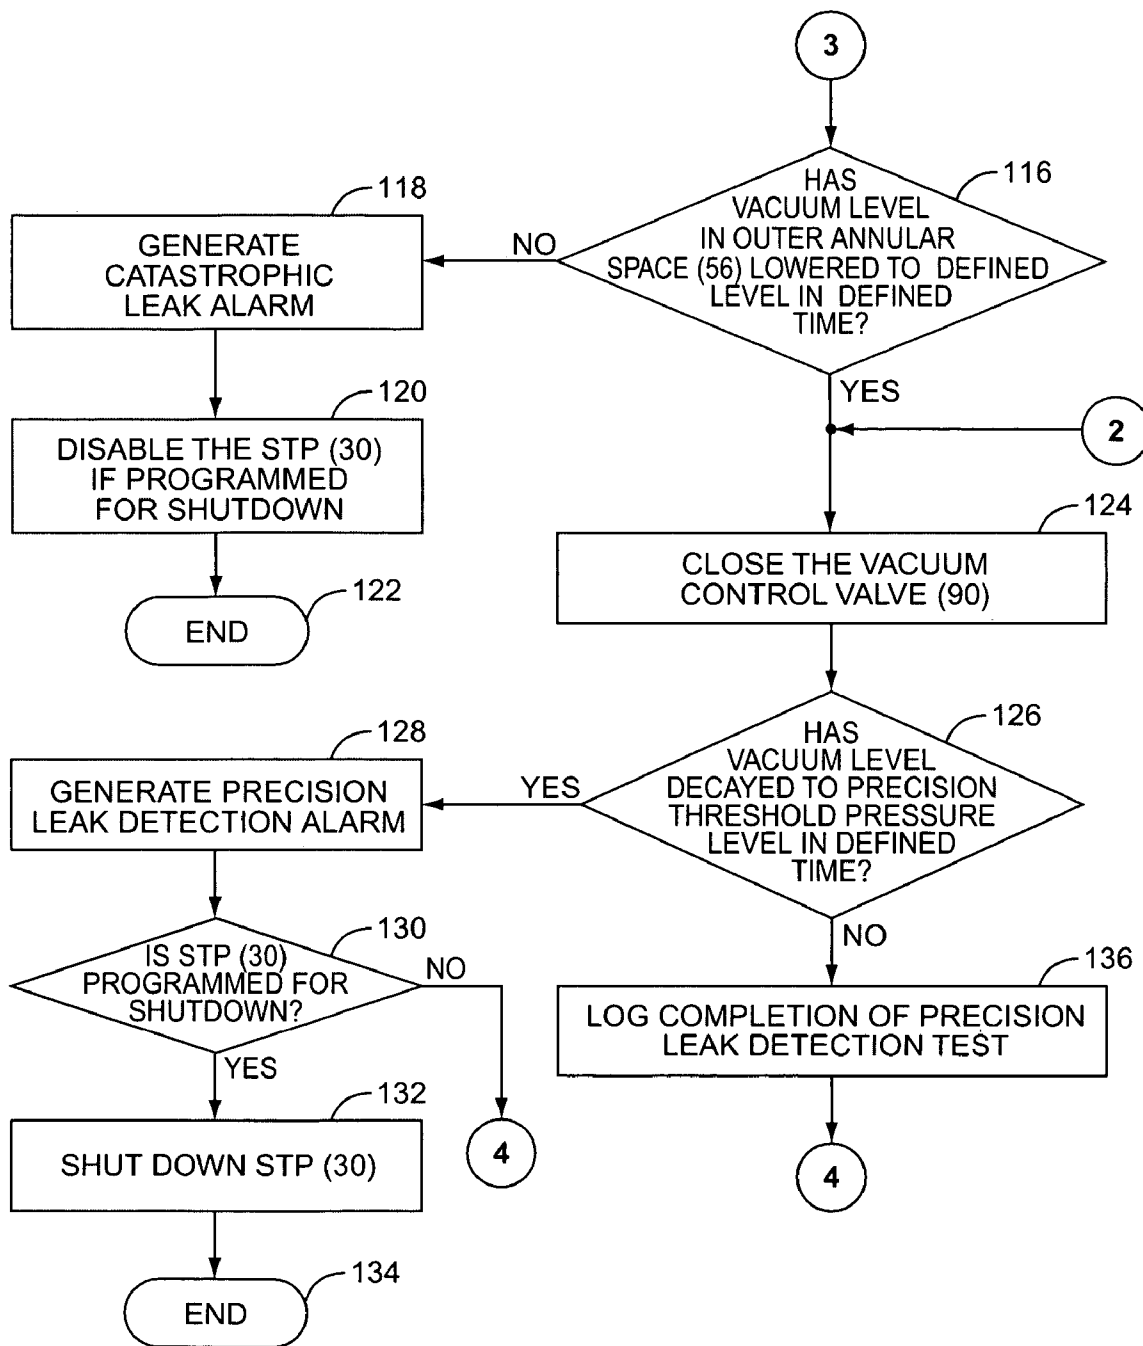 3
116
HAS
VACUUM LEVEL
IN OUTER ANNULAR
SPACE (56) LOWERED TO DEFINED
LEVEL IN DEFINED
TIME?
NO
118
GENERATE
CATASTROPHIC
LEAK ALARM
120
DISABLE THE STP (30)
IF PROGRAMMED
FOR SHUTDOWN
122
END
YES
2
124
CLOSE THE VACUUM
CONTROL VALVE (90)
126
HAS
VACUUM LEVEL
DECAYED TO PRECISION
THRESHOLD PRESSURE
LEVEL IN DEFINED
TIME?
YES
128
GENERATE PRECISION
LEAK DETECTION ALARM
130
IS STP (30)
PROGRAMMED FOR
SHUTDOWN?
NO
4
YES
132
SHUT DOWN STP (30)
134
END
NO
136
LOG COMPLETION OF PRECISION
LEAK DETECTION TEST
4